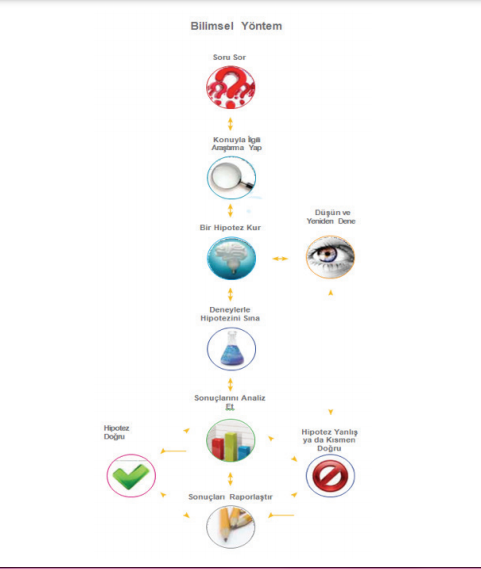 Bilimsel Yöntem
Soru Sor
Konuyla İlgili
Araştırma Yap
Bir Hipotez Kur
Düşün ve
Yeniden Dene
Deneylerle
Hipotezini Sına
Sonuçlarını Analiz
Et
Hipotez
Doğru
Hipotez Yanlış
ya da Kısmen
Doğru
Sonuçları Raporlaştır